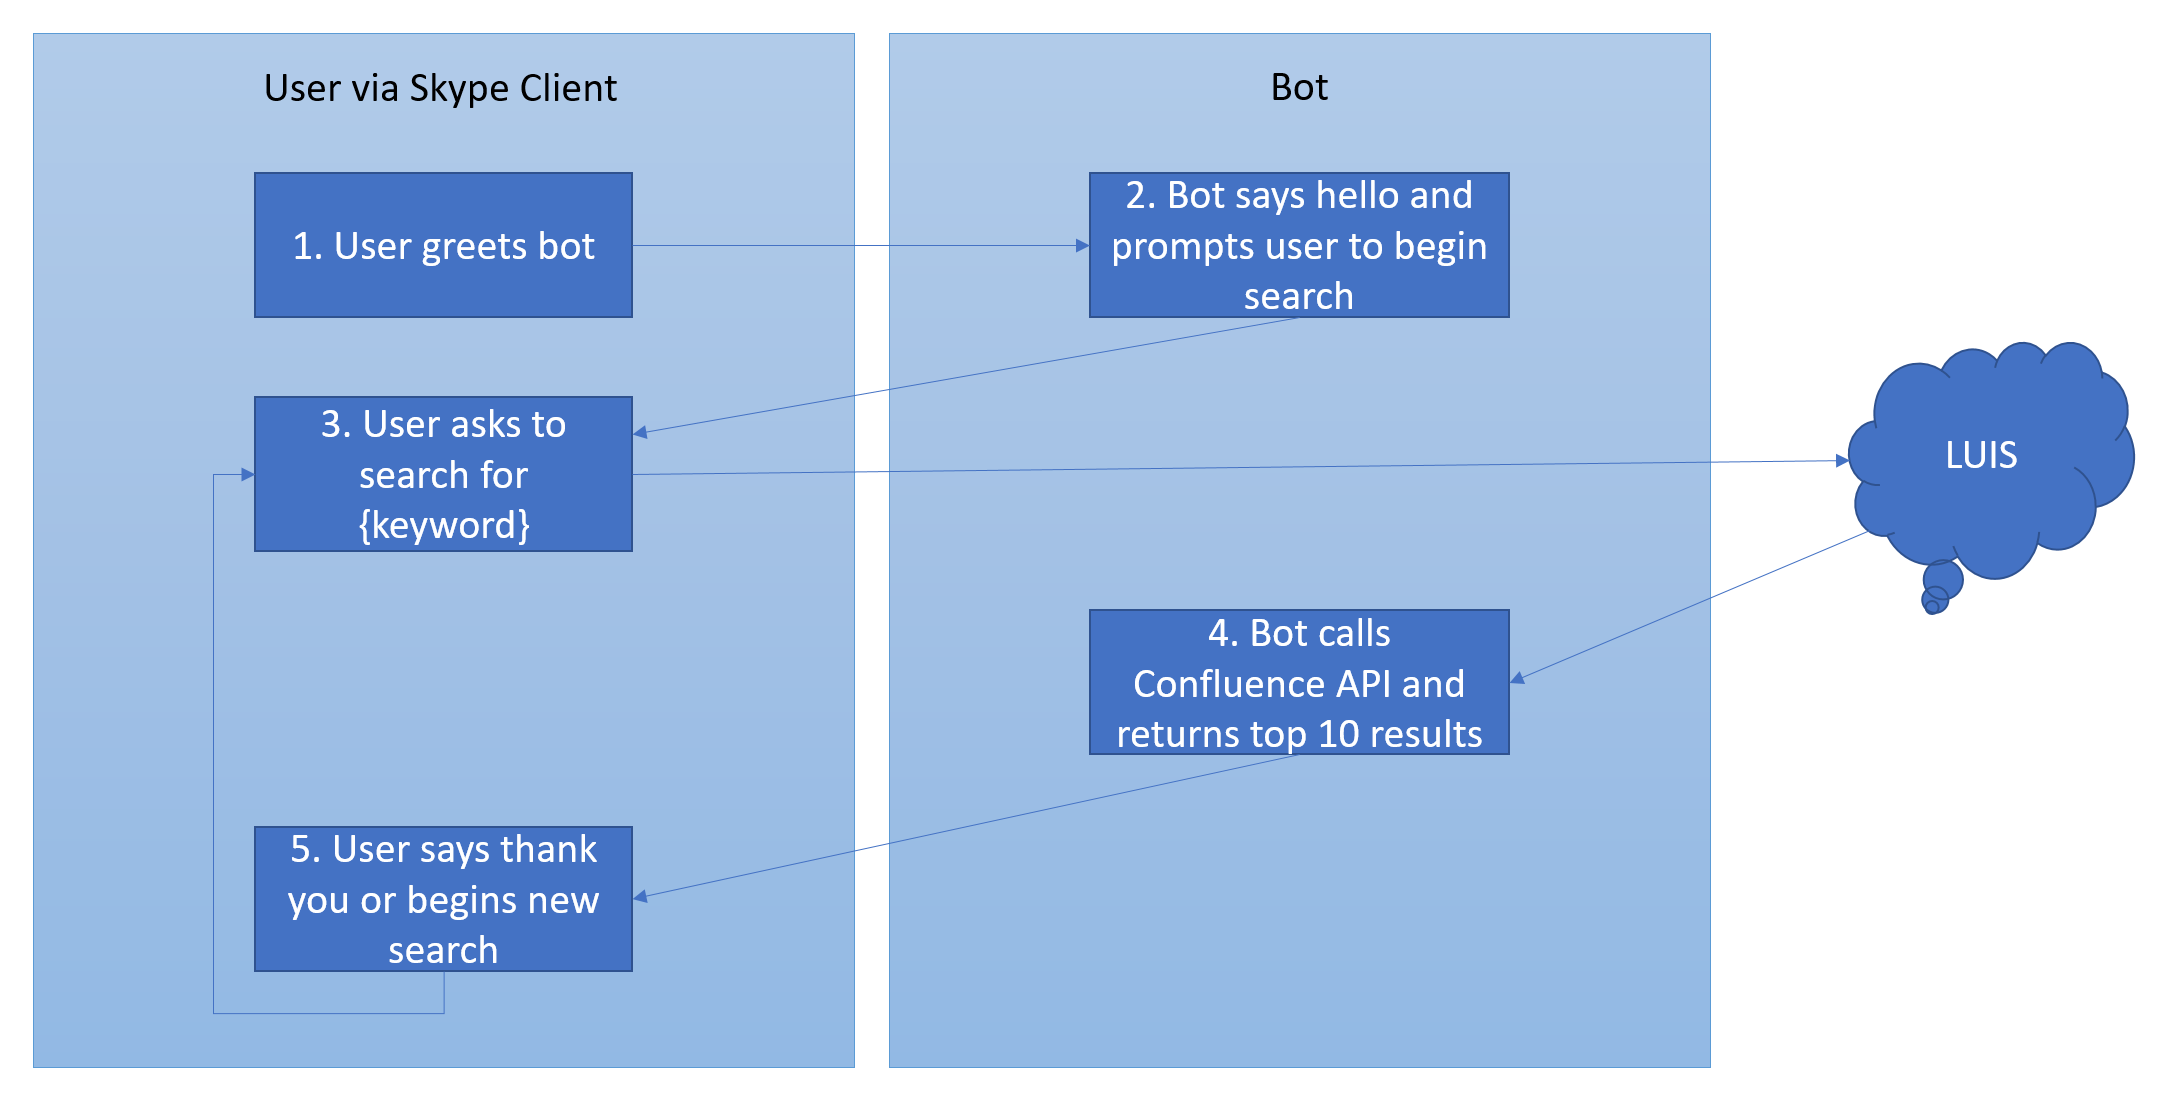 User via Skype Client
Bot
1. User greets bot
2. Bot says hello and
prompts user to begin
search
3. User asks to
search for
{keyword}
LUIS
4. Bot calls
Confluence API and
returns top 10 results
5. User says thank
you or begins new
search